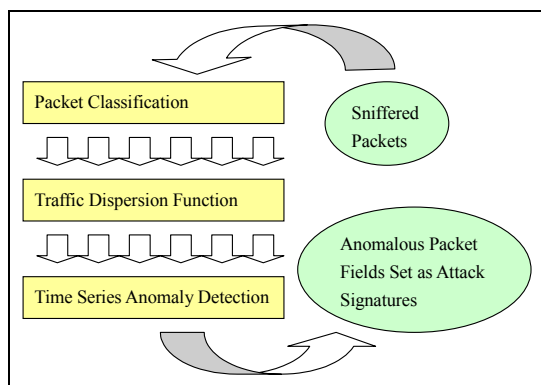 Packet Classification
Sniffered
Packets
Traffic Dispersion Function
Anomalous Packet
Fields Set as Attack
Signatures
Time Series Anomaly Detection